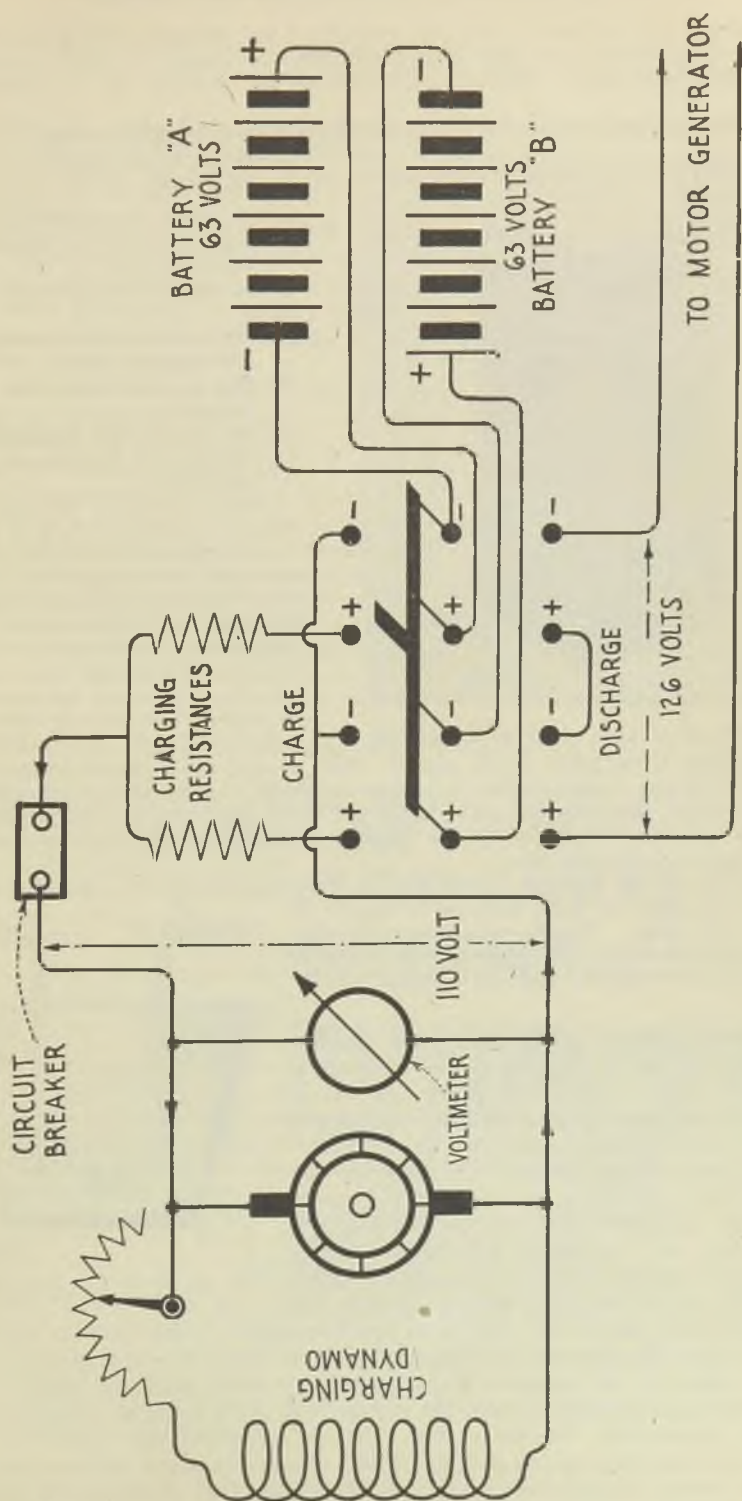 CIRCUIT
BREAKER
CHARGING
RESISTANCES
BATTERY "A"
63 VOLTS
+
-
CHARGE
+
-
+
-
+
-
+
-
+
-
+
-
63 VOLTS
BATTERY "B"
+
-
110 VOLT
VOLTMETER
CHARGING
DYNAMO
DISCHARGE
126 VOLTS
TO MOTOR GENERATOR